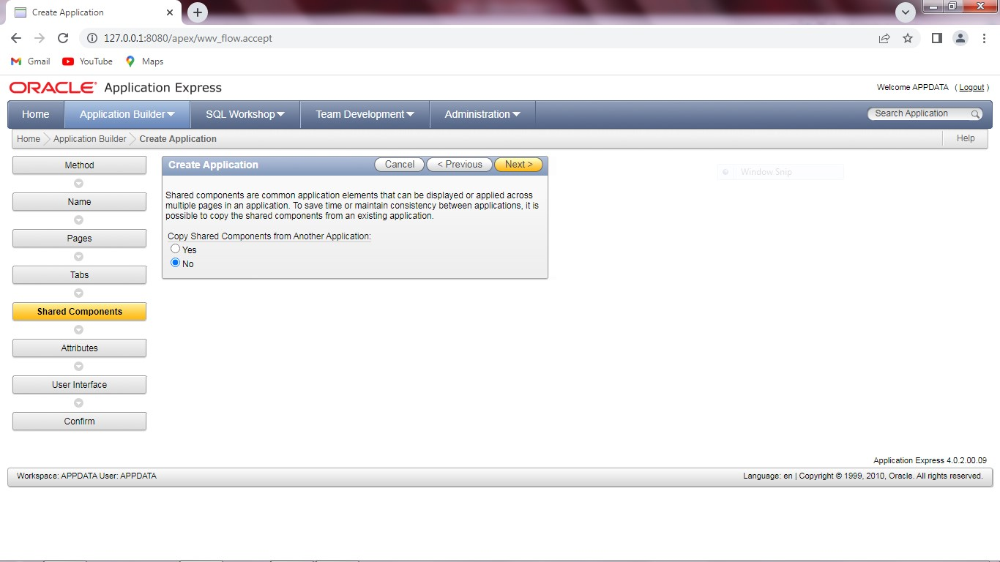 Create Application
127.0.0.1:8080/apex/wwv_flow.accept
Gmail YouTube Maps
ORACLE Application Express
Welcome APPDATA ( Logout )
Home Application Builder SQL Workshop Team Development Administration Search Application
Home Application Builder Create Application Help
Method
Name
Pages
Tabs
Shared Components
Attributes
User Interface
Confirm
Create Application Cancel < Previous Next >
Shared components are common application elements that can be displayed or applied across
multiple pages in an application. To save time or maintain consistency between applications, it is
possible to copy the shared components from an existing application.
Copy Shared Components from Another Application:
Yes
No
Window Snip
Application Express 4.0.2.00.09
Workspace: APPDATA User: APPDATA Language: en | Copyright © 1999, 2010, Oracle. All rights reserved.